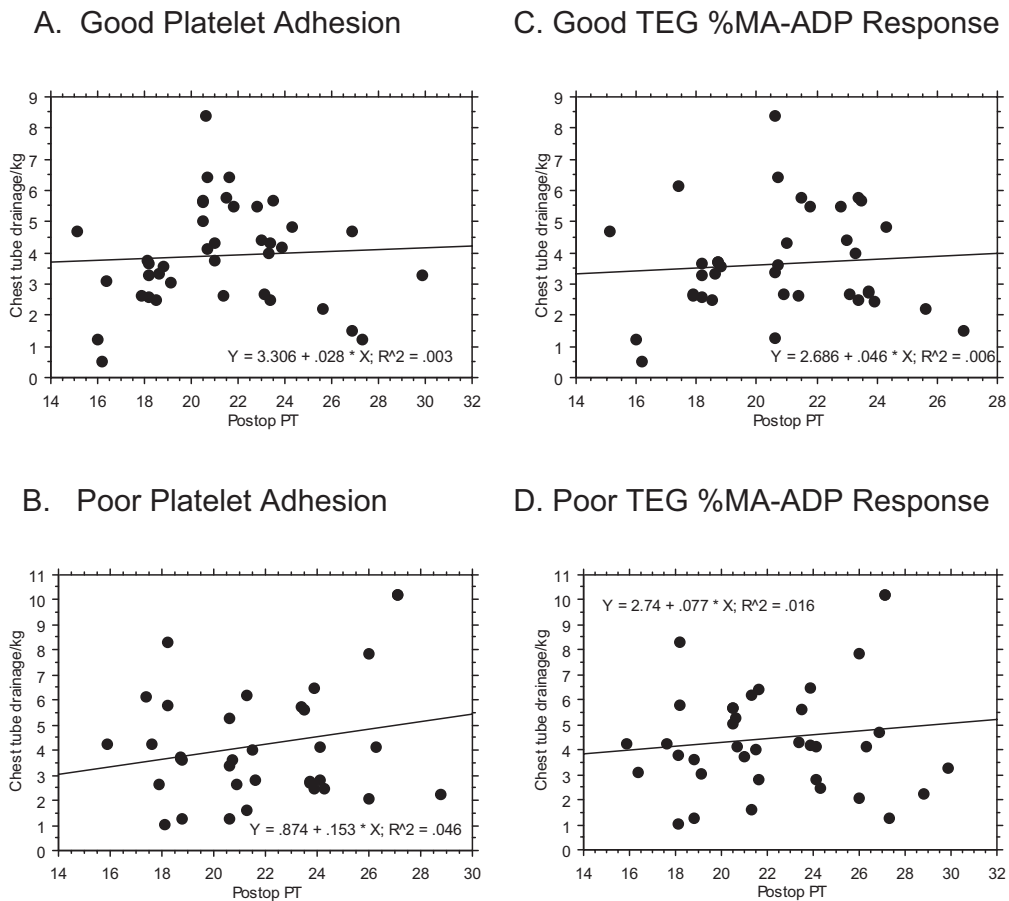 A. Good Platelet Adhesion
9
8
7
6
5
4
3
2
1
0
Chest tube drainage/kg
Y = 3.306 + .028 * X; R^2 = .003
14 16 18 20 22 24 26 28 30 32
Postop PT
C. Good TEG %MA-ADP Response
9
8
7
6
5
4
3
2
1
0
Chest tube drainage/kg
Y = 2.686 + .046 * X; R^2 = .006
14 16 18 20 22 24 26 28
Postop PT
B. Poor Platelet Adhesion
11
10
9
8
7
6
5
4
3
2
1
0
Chest tube drainage/kg
Y = .874 + .153 * X; R^2 = .046
14 16 18 20 22 24 26 28 30
Postop PT
D. Poor TEG %MA-ADP Response
11
10
9
8
7
6
5
4
3
2
1
0
Chest tube drainage/kg
Y = 2.74 + .077 * X; R^2 = .016
14 16 18 20 22 24 26 28 30 32
Postop PT